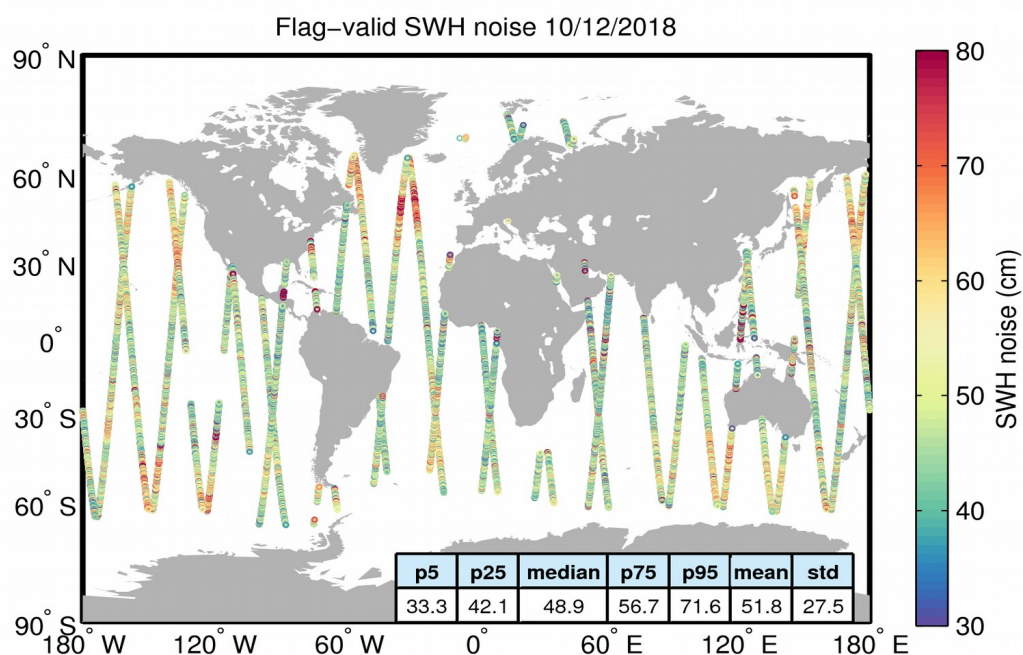 Flag−valid SWH noise 10/12/2018
90° N
60° N
30° N
0°
30° S
60° S
90° S
180° W
120° W
60° W
0°
60° E
120° E
180° E
80
70
60
50
40
30
SWH noise (cm)
p5 p25 median p75 p95 mean std
33.3 42.1 48.9 56.7 71.6 51.8 27.5